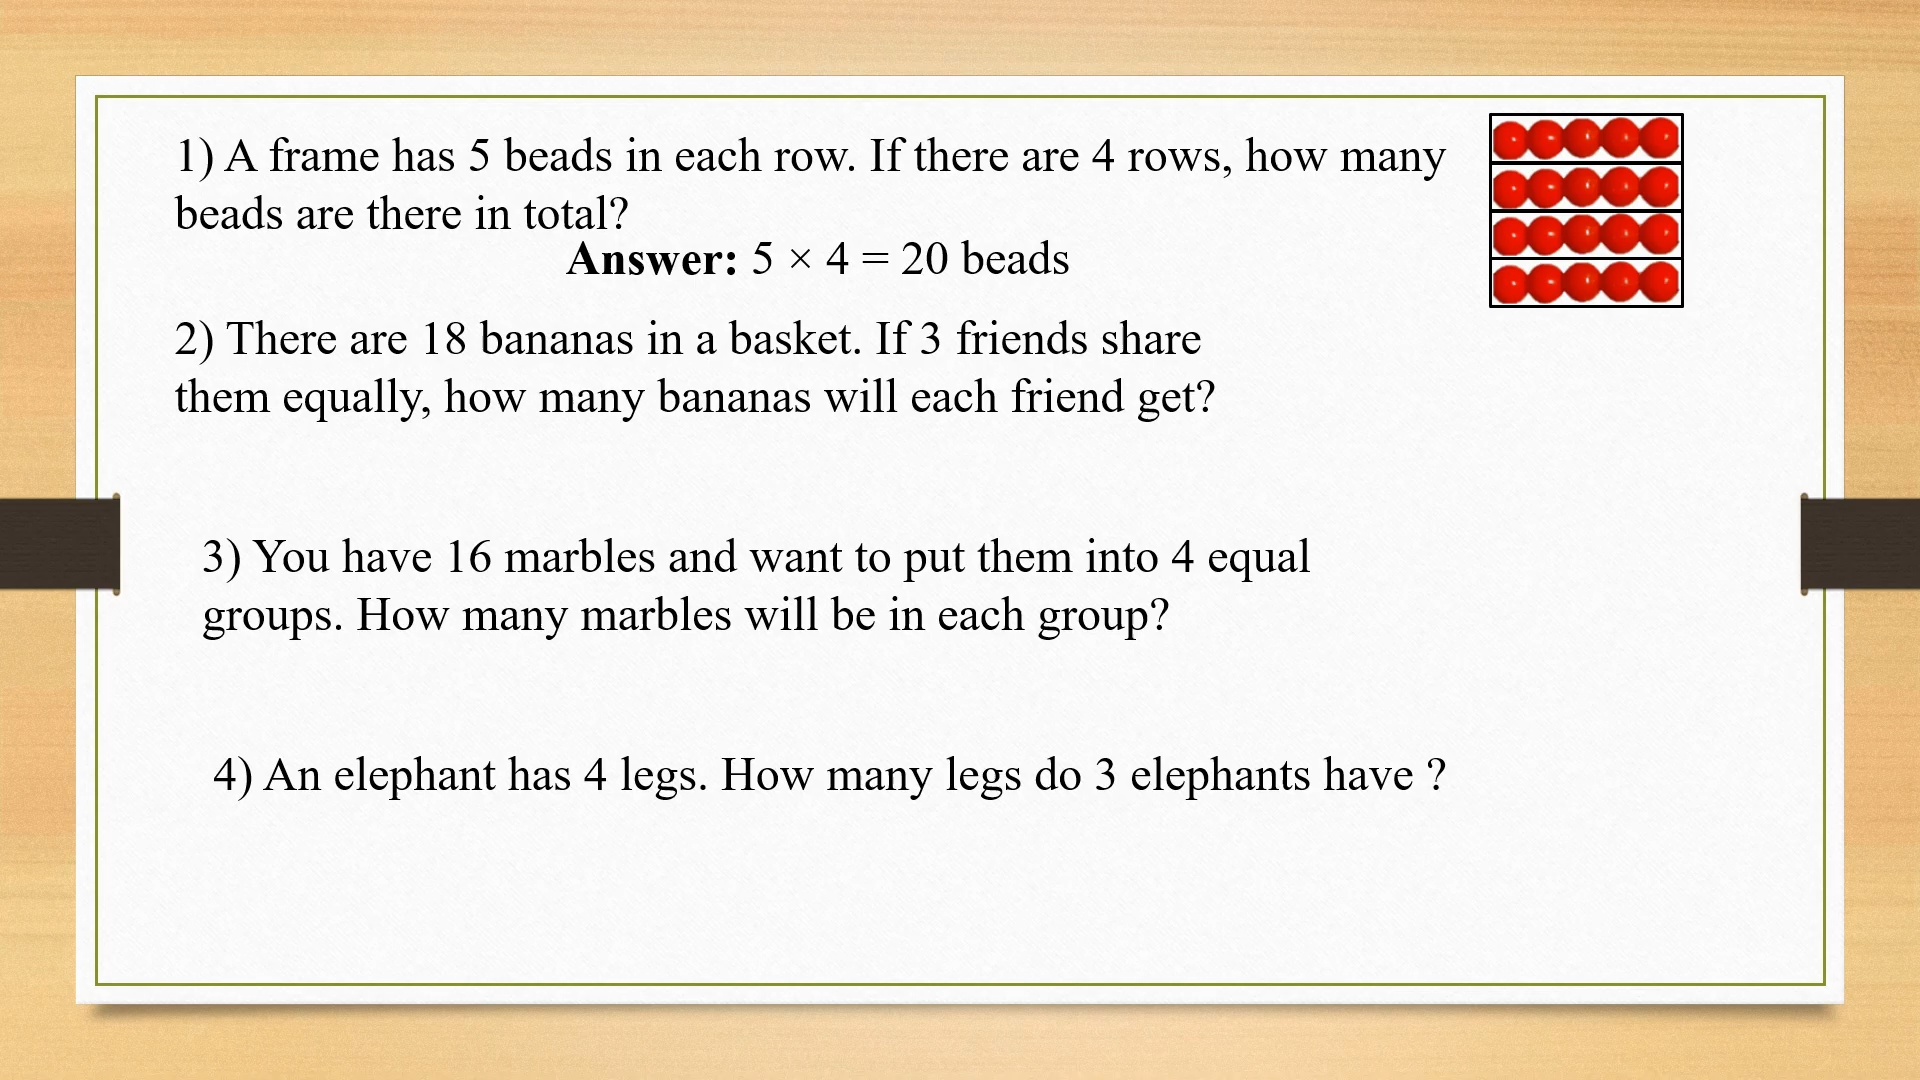 1) A frame has 5 beads in each row. If there are 4 rows, how many
beads are there in total?
Answer: 5 × 4 = 20 beads
2) There are 18 bananas in a basket. If 3 friends share
them equally, how many bananas will each friend get?
3) You have 16 marbles and want to put them into 4 equal
groups. How many marbles will be in each group?
4) An elephant has 4 legs. How many legs do 3 elephants have ?